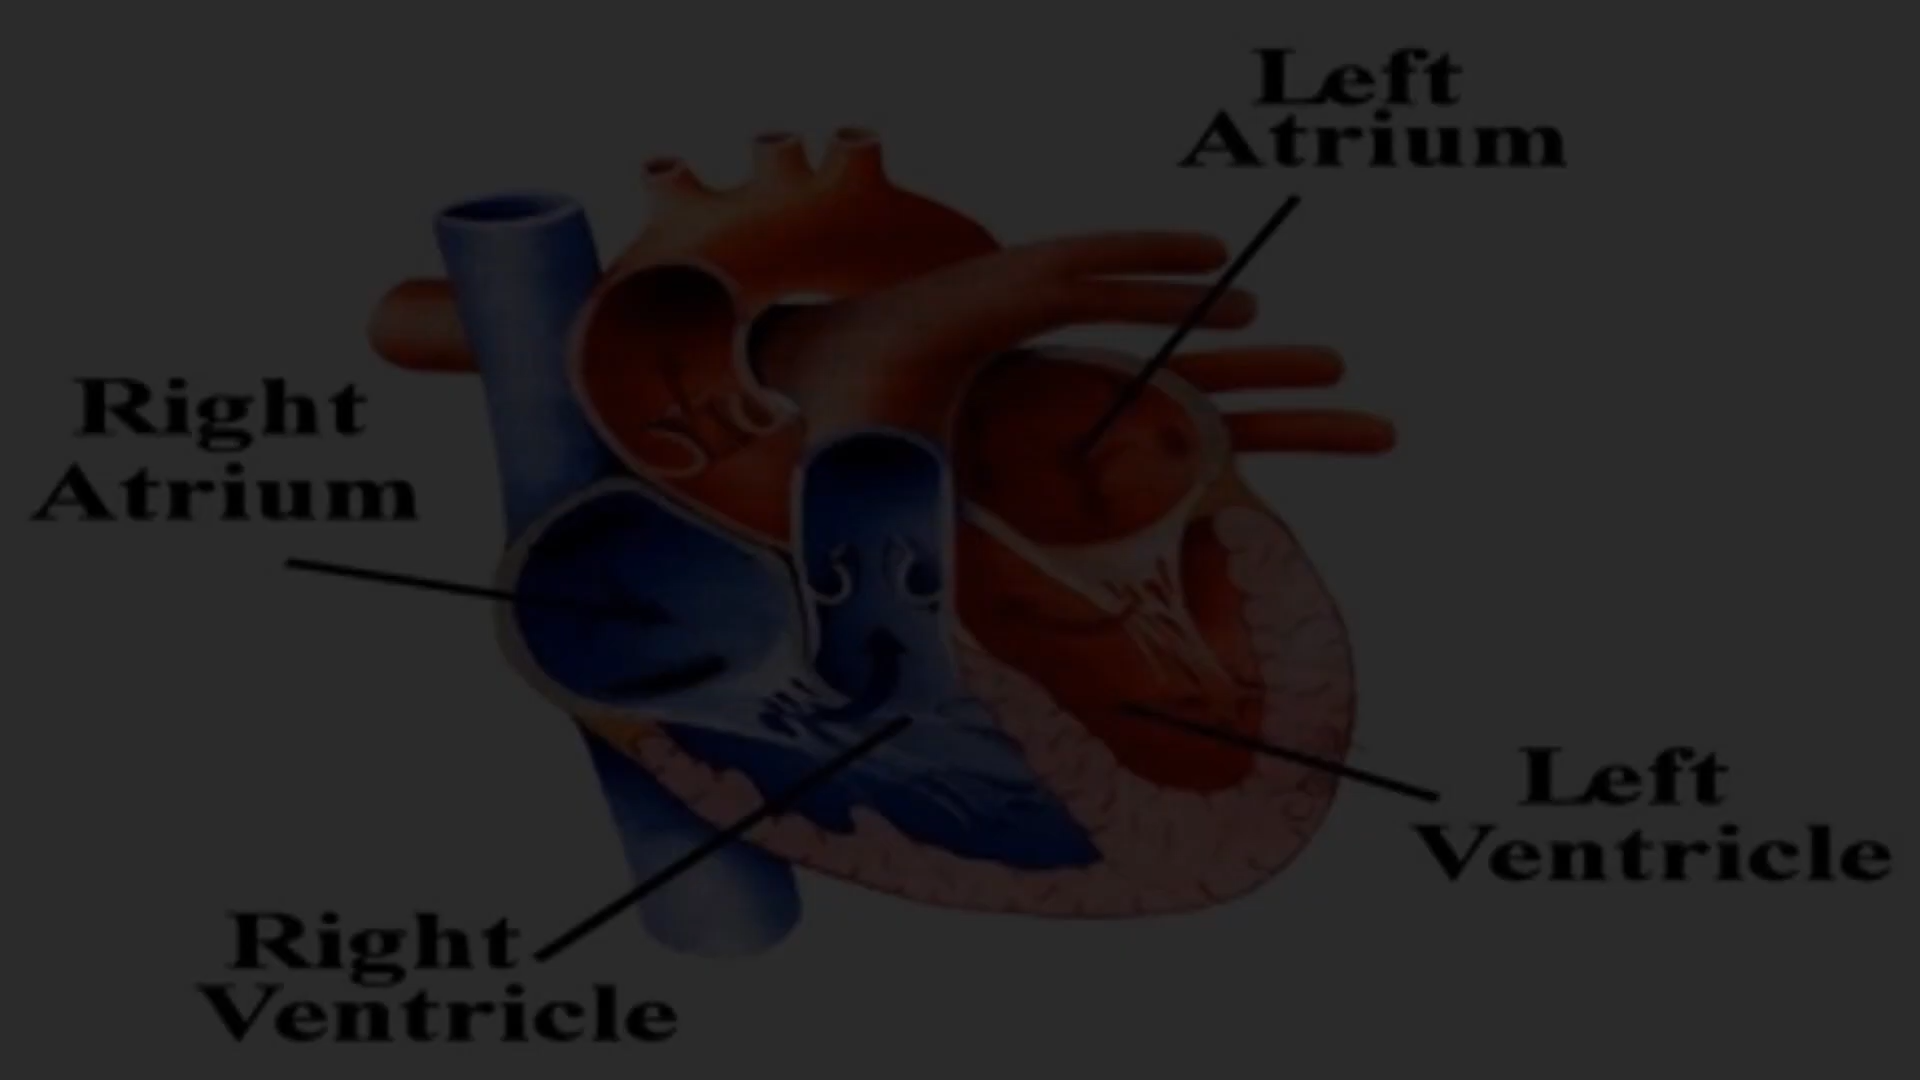 Left
Atrium
Right
Atrium
Left
Ventricle
Right
Ventricle